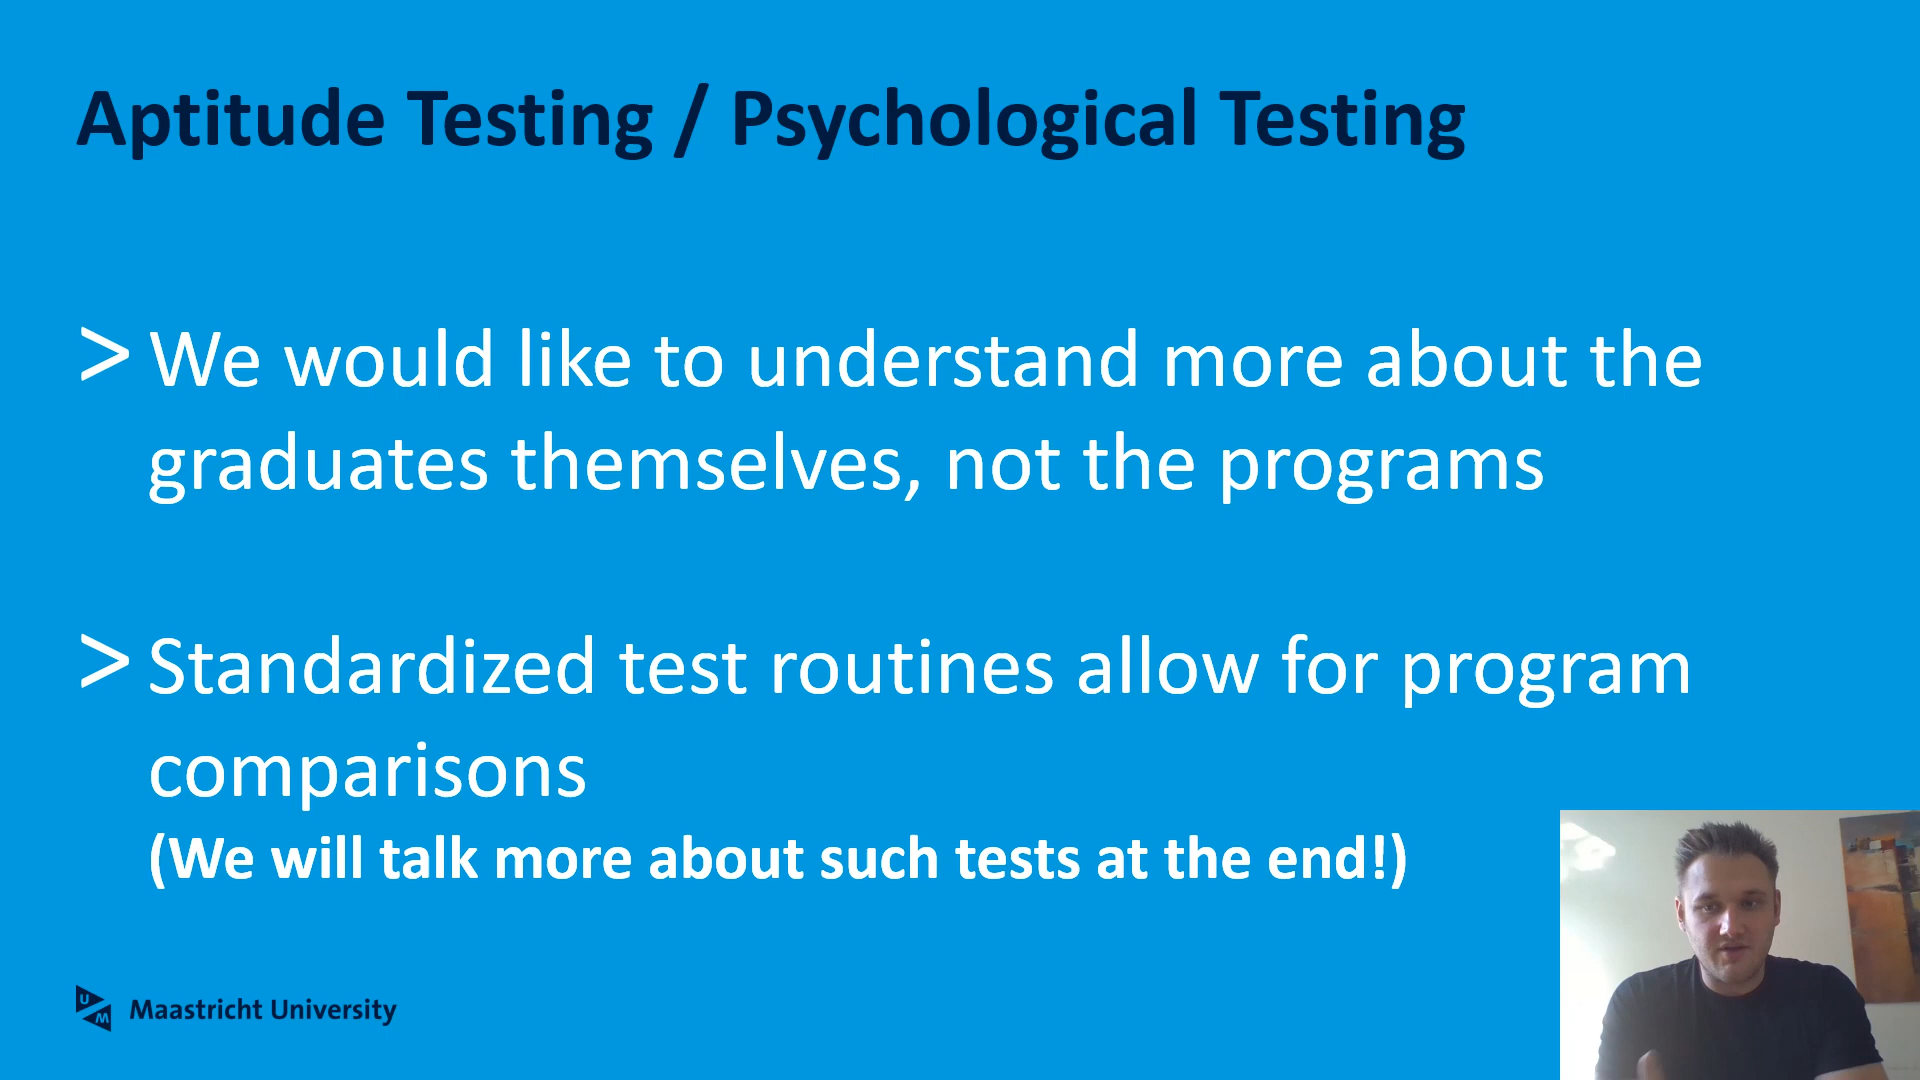 Aptitude Testing / Psychological Testing
> We would like to understand more about the
graduates themselves, not the programs
> Standardized test routines allow for program
comparisons
(We will talk more about such tests at the end!)
UM Maastricht University